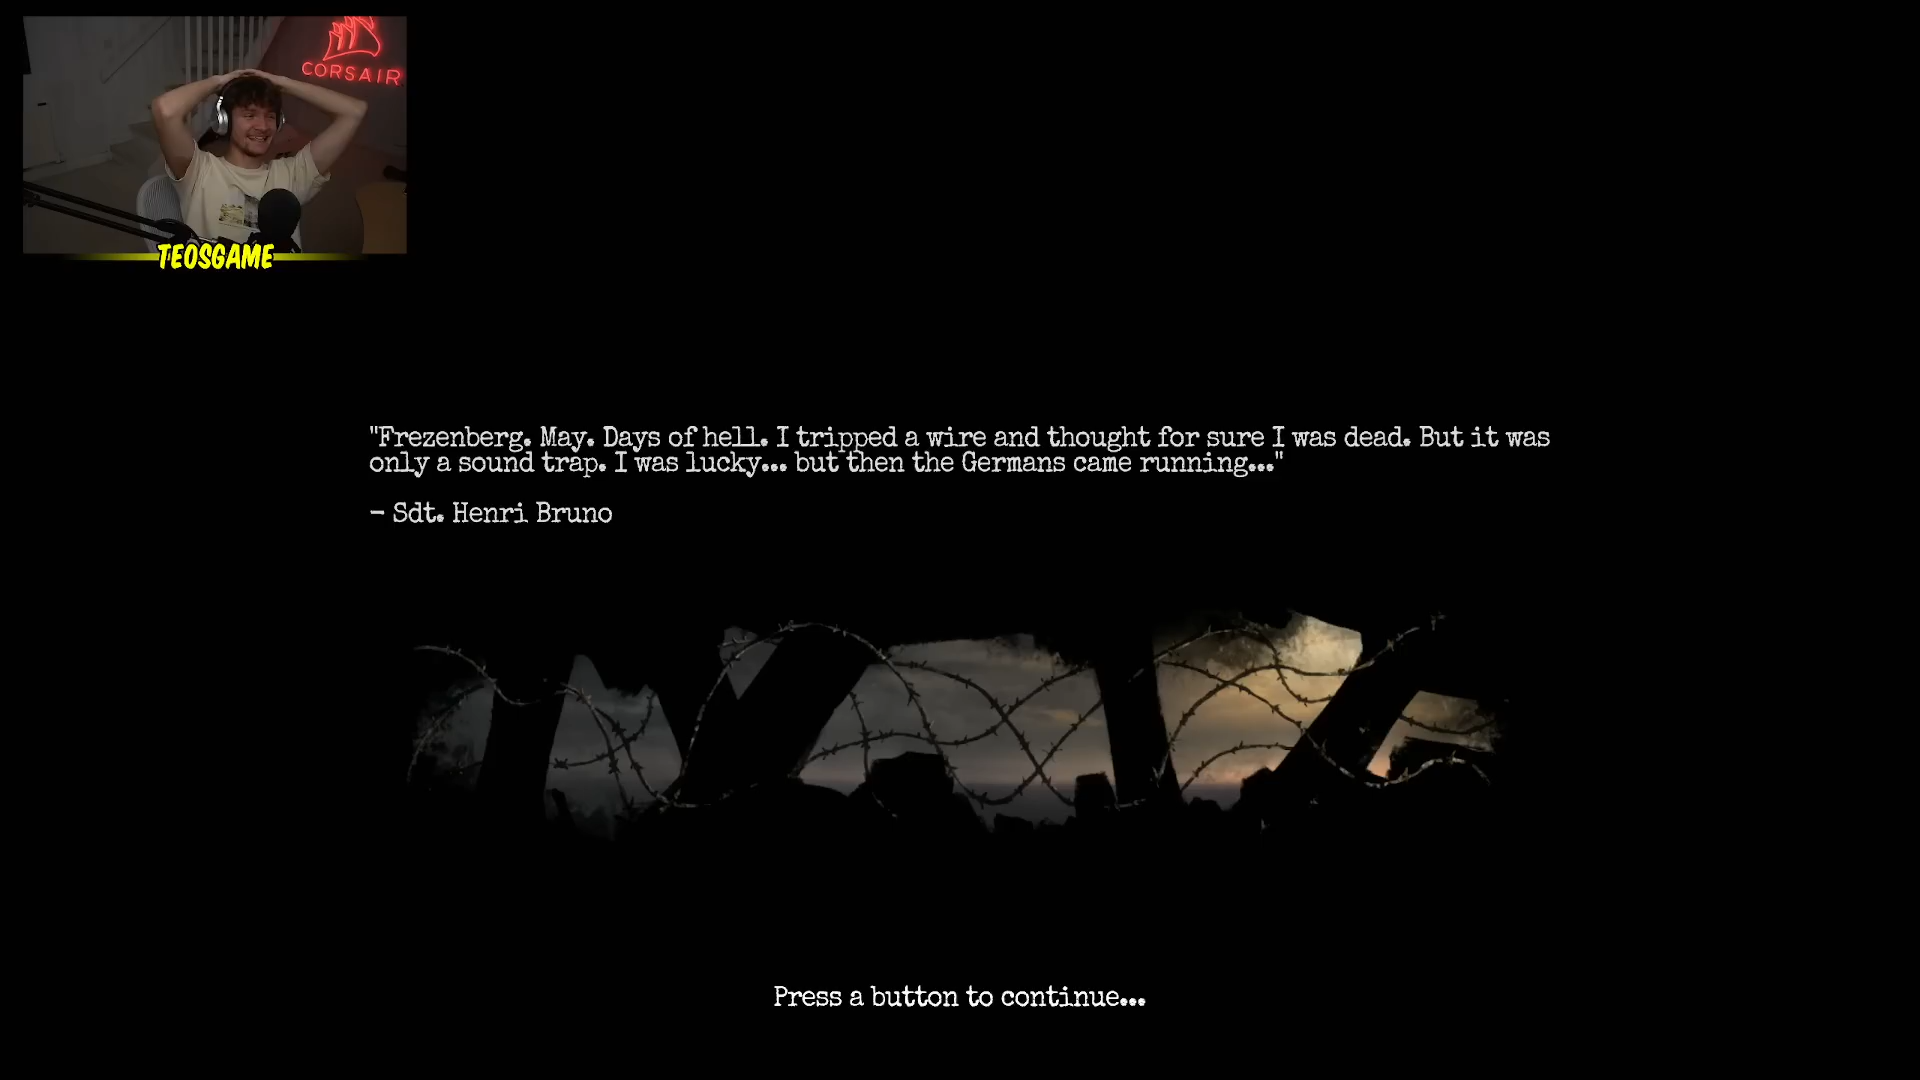 CORSAIR
TEOSGAME
"Frezenberg. May. Days of hell. I tripped a wire and thought for sure I was dead. But it was
only a sound trap. I was lucky... but then the Germans came running..."
- Sdt. Henri Bruno
Press a button to continue...